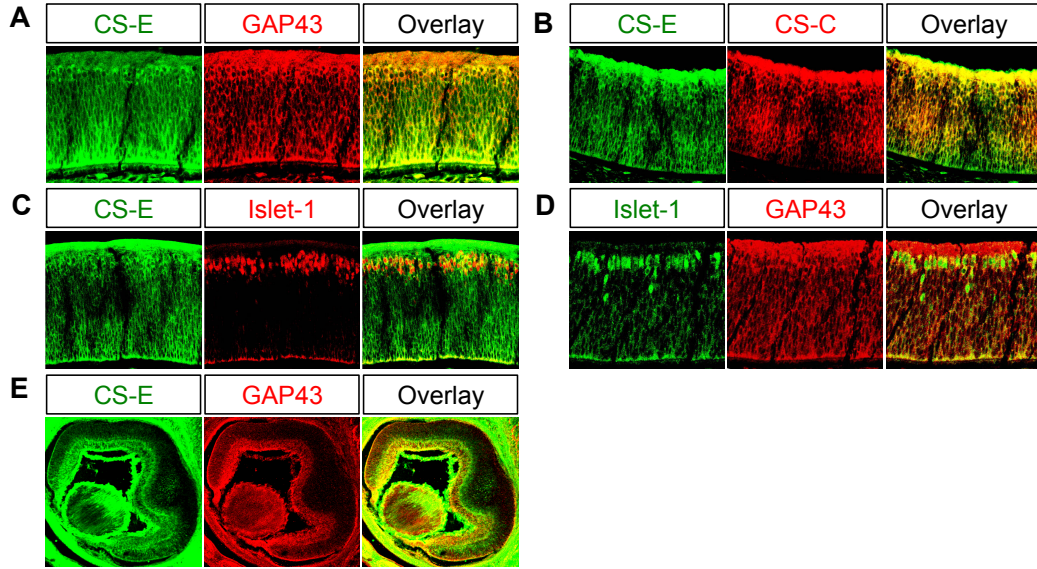 A CS-E GAP43 Overlay
B CS-E CS-C Overlay
C CS-E Islet-1 Overlay
D Islet-1 GAP43 Overlay
E CS-E GAP43 Overlay